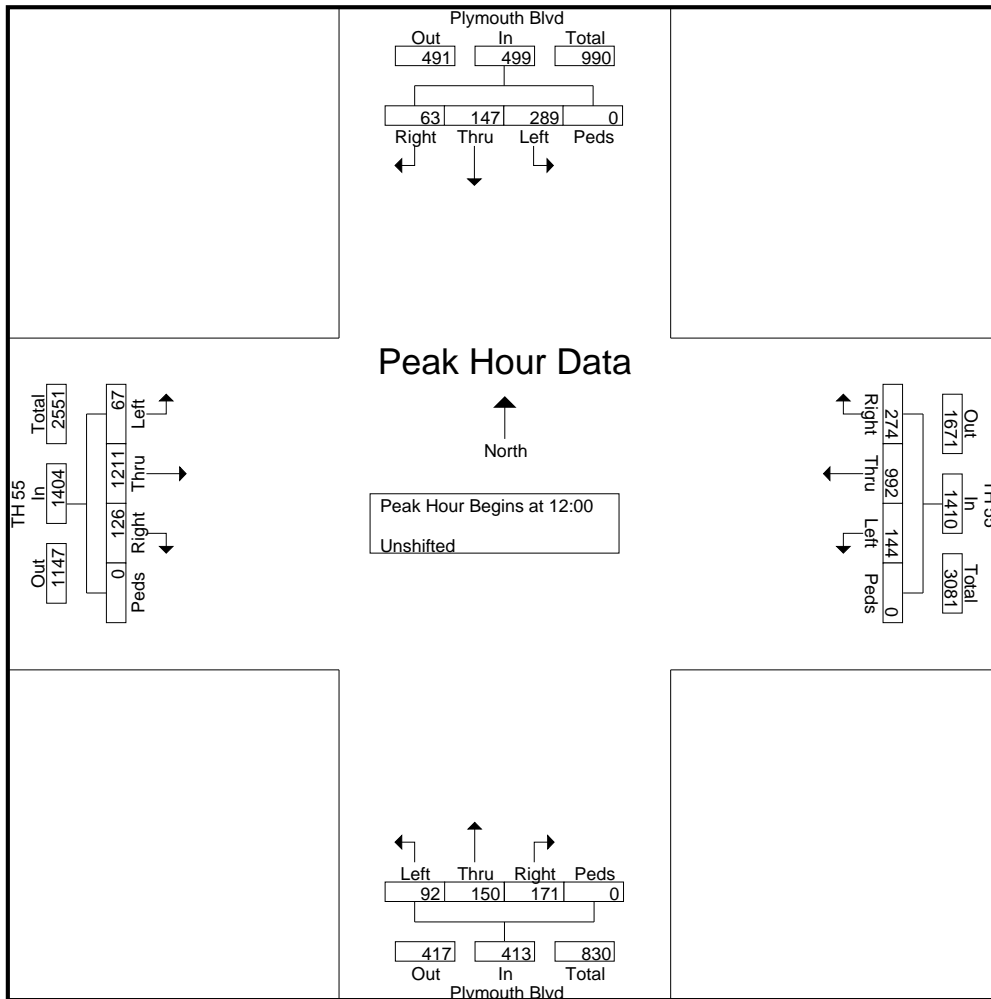 Plymouth Blvd
Out In Total
491 499 990
63 147 289 0
Right Thru Left Peds
Peak Hour Data
North
Peak Hour Begins at 12:00
Unshifted
TH 55
Out In Total
1147 1404 2551
Left Thru Right Peds
67 1211 126 0
Right Thru Left Peds
274 992 144 0
Out In Total
1671 1410 3081
TH 55
Left Thru Right Peds
92 150 171 0
417 413 830
Out In Total
Plymouth Blvd